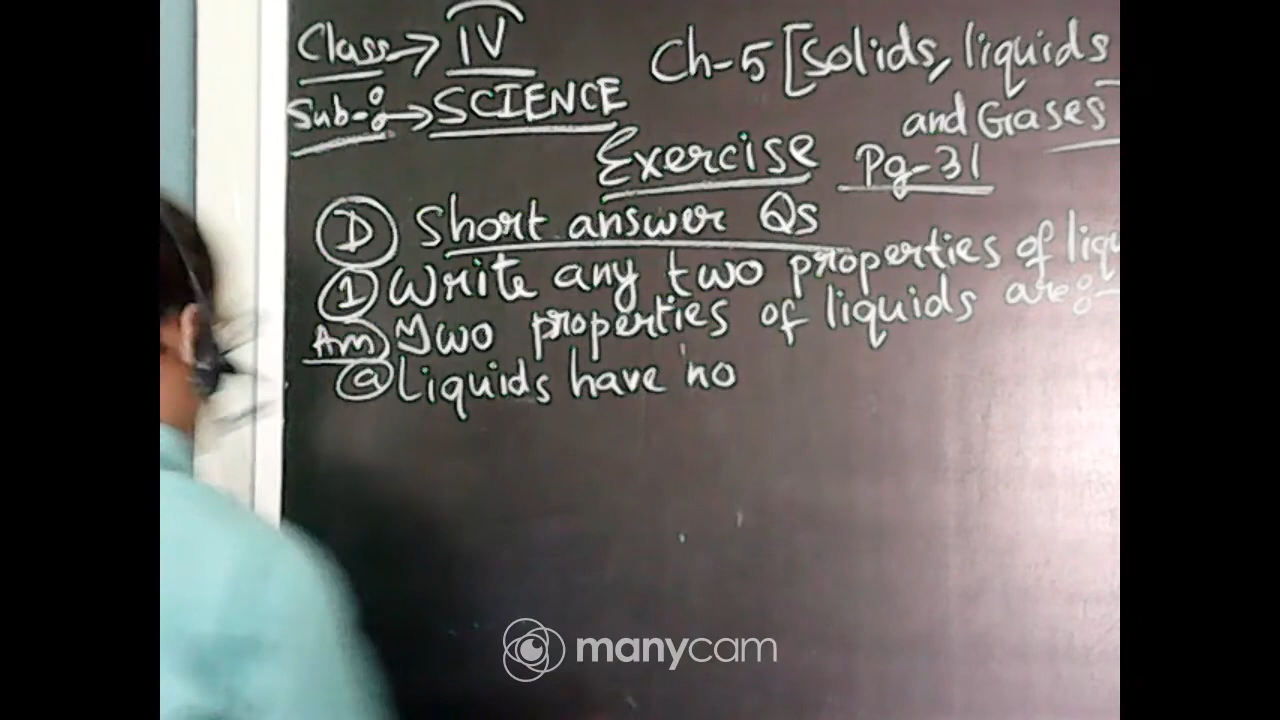 Class→ IV
Ch-5 [Solids, liquids
Sub-:→ SCIENCE
and Gases
Exercise Pg-31
(D) Short answer Qs
(1) Write any two properties of liqu
Ans) Two properties of liquids are:-
(a) Liquids have no
manycam